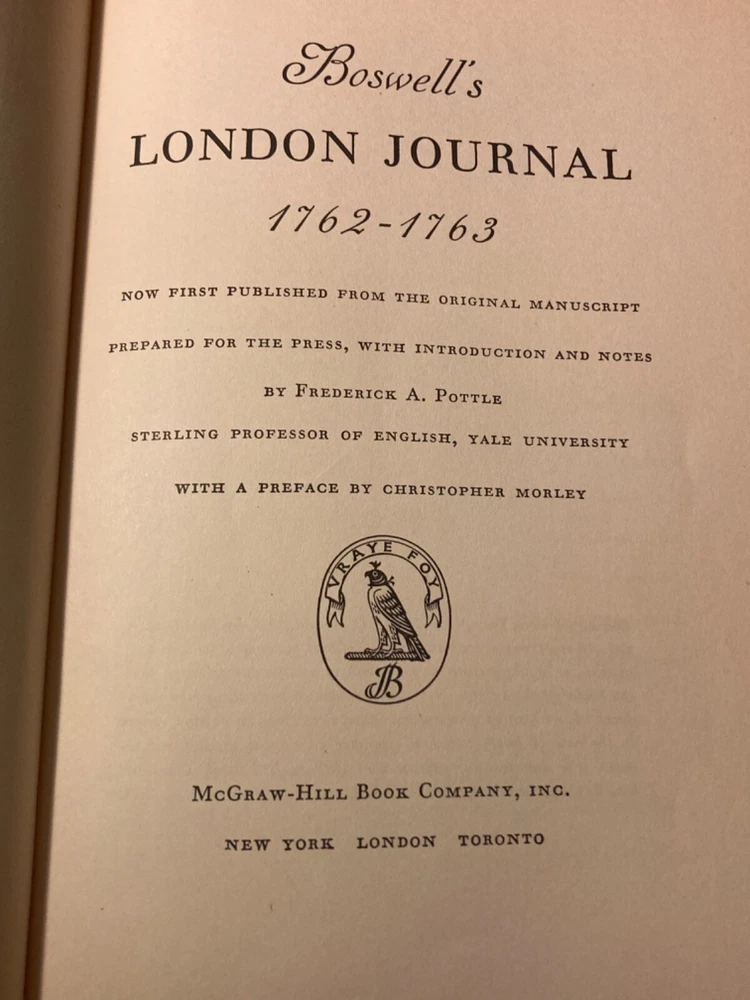 Boswell's
LONDON JOURNAL
1762-1763
NOW FIRST PUBLISHED FROM THE ORIGINAL MANUSCRIPT
PREPARED FOR THE PRESS, WITH INTRODUCTION AND NOTES
BY FREDERICK A. POTTLE
STERLING PROFESSOR OF ENGLISH, YALE UNIVERSITY
WITH A PREFACE BY CHRISTOPHER MORLEY
VRAYE FOY
JB
McGRAW-HILL BOOK COMPANY, INC.
NEW YORK LONDON TORONTO